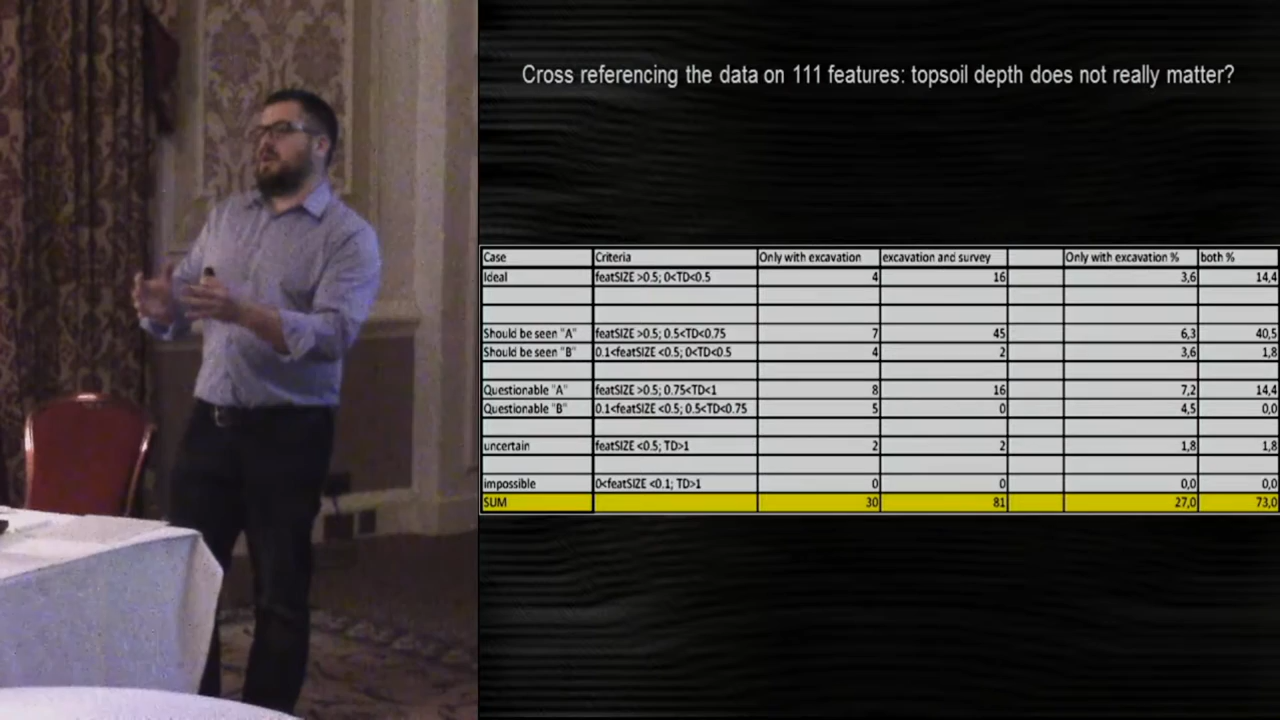 Cross referencing the data on 111 features: topsoil depth does not really matter?
Case Criteria Only with excavation excavation and survey Only with excavation % both %
Ideal featSIZE >0.5; 0<TD<0.5 4 16 3,6 14,4
Should be seen "A" featSIZE >0.5; 0.5<TD<0.75 7 45 6,3 40,5
Should be seen "B" 0.1<featSIZE <0.5; 0<TD<0.5 4 2 3,6 1,8
Questionable "A" featSIZE >0.5; 0.75<TD<1 8 16 7,2 14,4
Questionable "B" 0.1<featSIZE <0.5; 0.5<TD<0.75 5 0 4,5 0,0
uncertain featSIZE <0.5; TD>1 2 2 1,8 1,8
impossible 0<featSIZE <0.1; TD>1 0 0 0,0 0,0
SUM 30 81 27,0 73,0